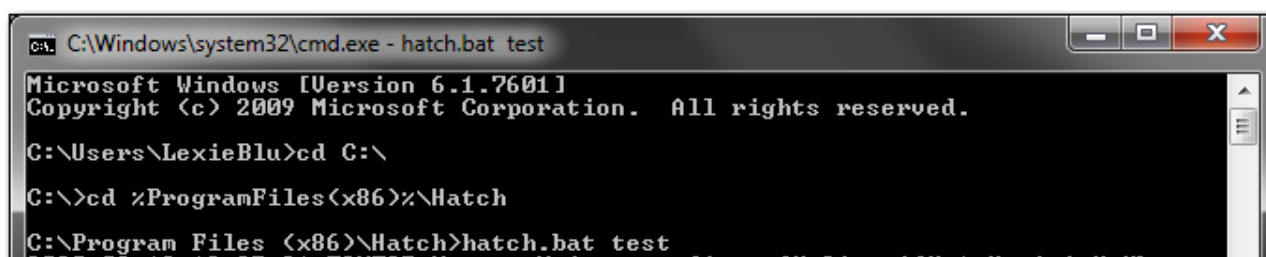 C:\Windows\system32\cmd.exe - hatch.bat test
Microsoft Windows [Version 6.1.7601]
Copyright (c) 2009 Microsoft Corporation. All rights reserved.
C:\Users\LexieBlu>cd C:\
C:\>cd %ProgramFiles(x86)%\Hatch
C:\Program Files (x86)\Hatch>hatch.bat test